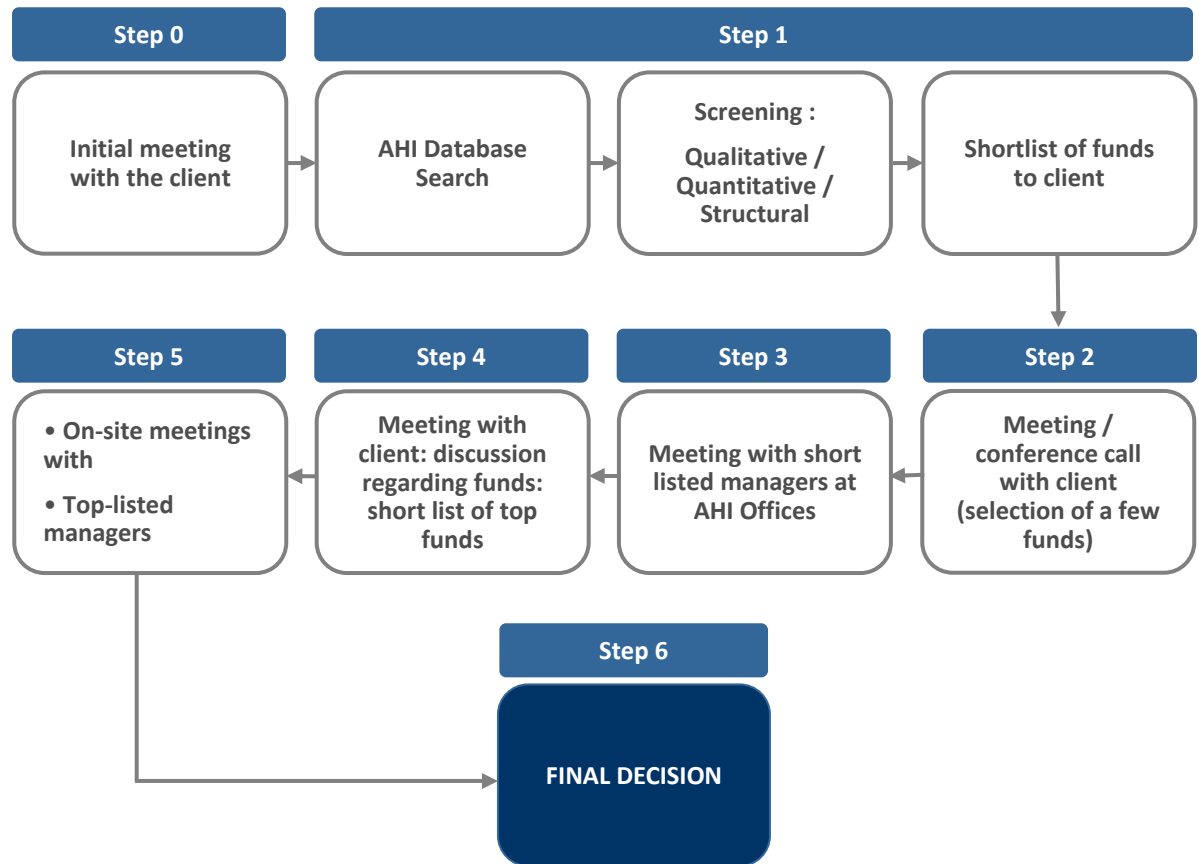 Step 0
Step 1
Initial meeting
with the client
AHI Database
Search
Screening :
Qualitative /
Quantitative /
Structural
Shortlist of funds
to client
Step 5
Step 4
Step 3
Step 2
• On-site meetings
with
• Top-listed
managers
Meeting with
client: discussion
regarding funds:
short list of top
funds
Meeting with short
listed managers at
AHI Offices
Meeting /
conference call
with client
(selection of a few
funds)
Step 6
FINAL DECISION